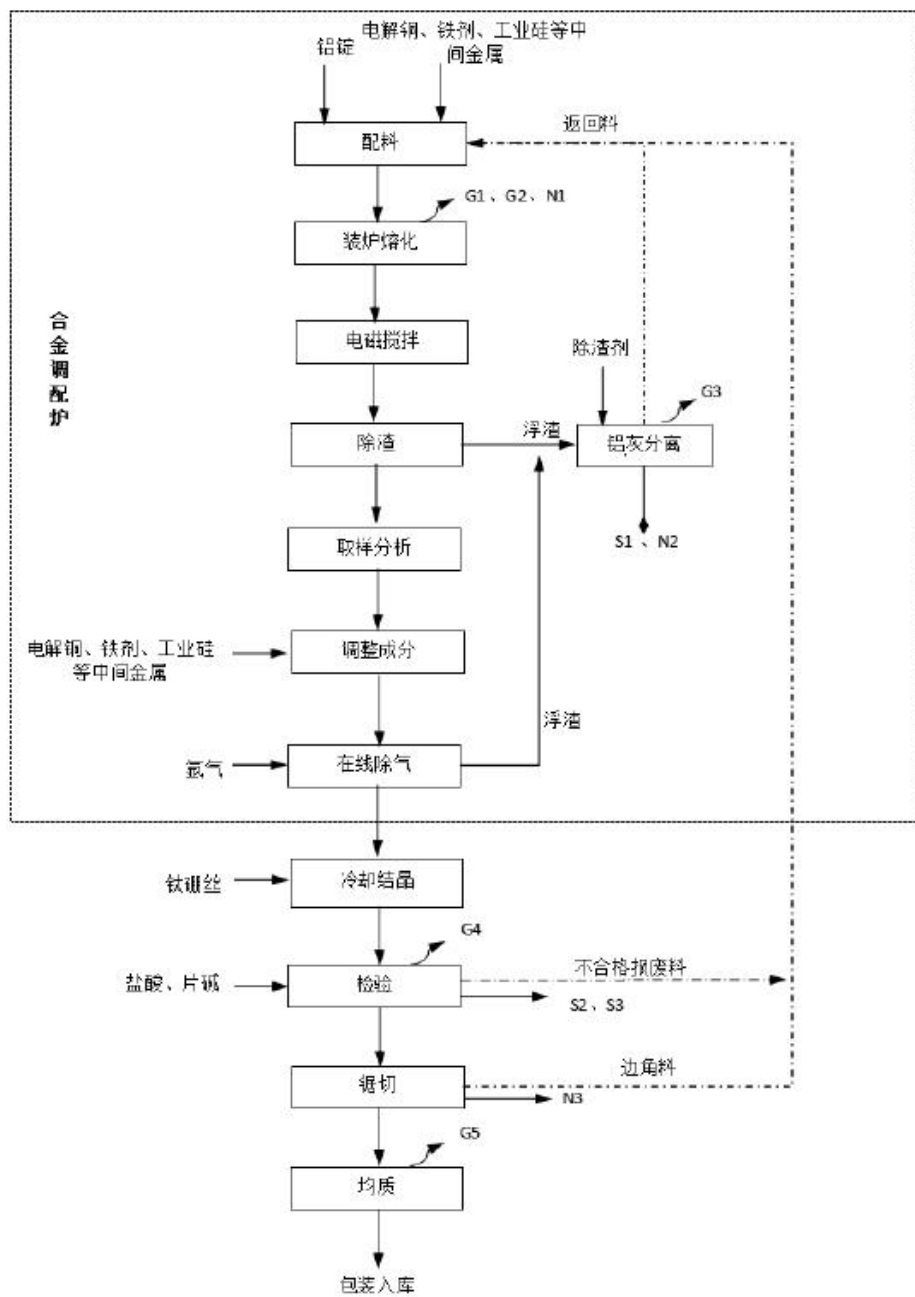 电解铜、铁剂、工业硅等中
间金属
铝锭
返回料
配料
G1、G2、N1
装炉熔化
合金调配炉
电磁搅拌
除渣剂
G3
浮渣
除渣
铝灰分离
取样分析
S1、N2
电解铜、铁剂、工业硅
等中间金属
调整成分
浮渣
氩气
在线除气
钛硼丝
冷却结晶
G4
盐酸、片碱
检验
不合格报废料
S2、S3
锯切
边角料
N3
G5
均质
包装入库